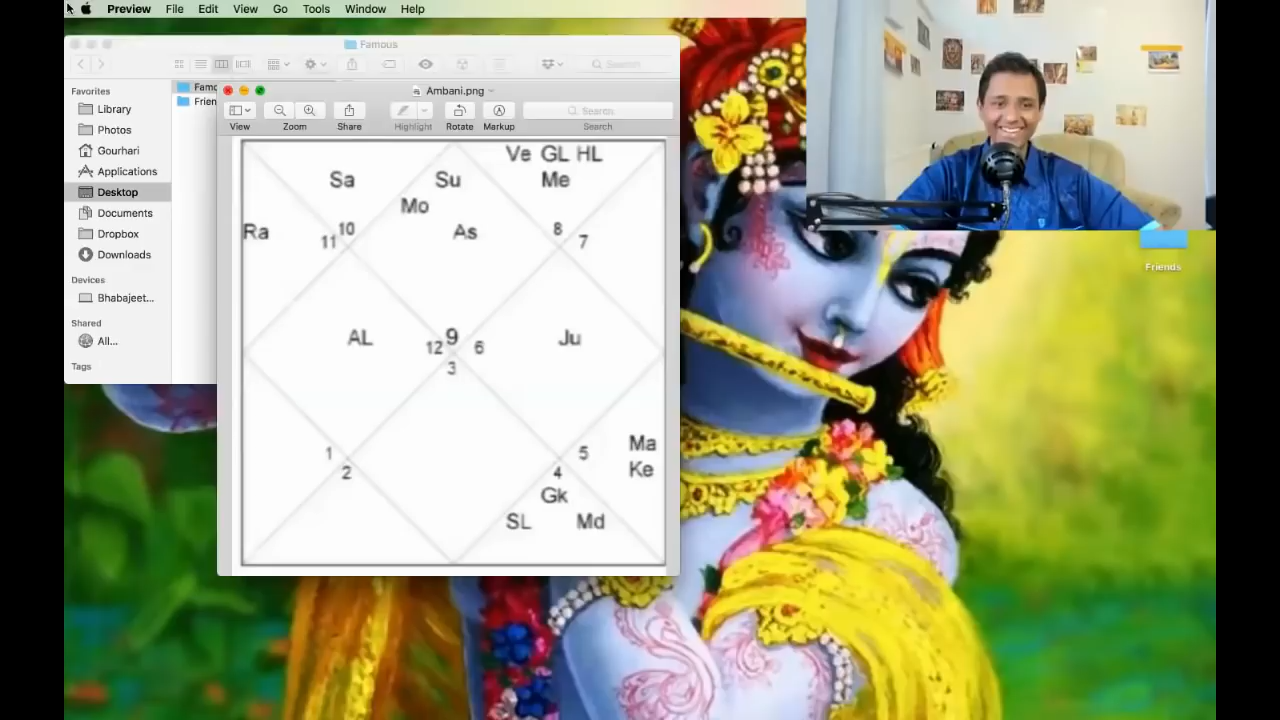 Preview File Edit View Go Tools Window Help
Famous
Search
Favorites
Library
Photos
Gourhari
Applications
Desktop
Documents
Dropbox
Downloads
Devices
Bhabajeet...
Shared
All...
Tags
Famo
Frien
Ambani.png
Search
View Zoom Share Highlight Rotate Markup Search
Ve GL HL
Sa Su Me
Mo
Ra 11 10 As 8 7
AL 12 9 6 Ju
3
1 2 4 5 Ma
Ke
Gk
SL Md
Friends